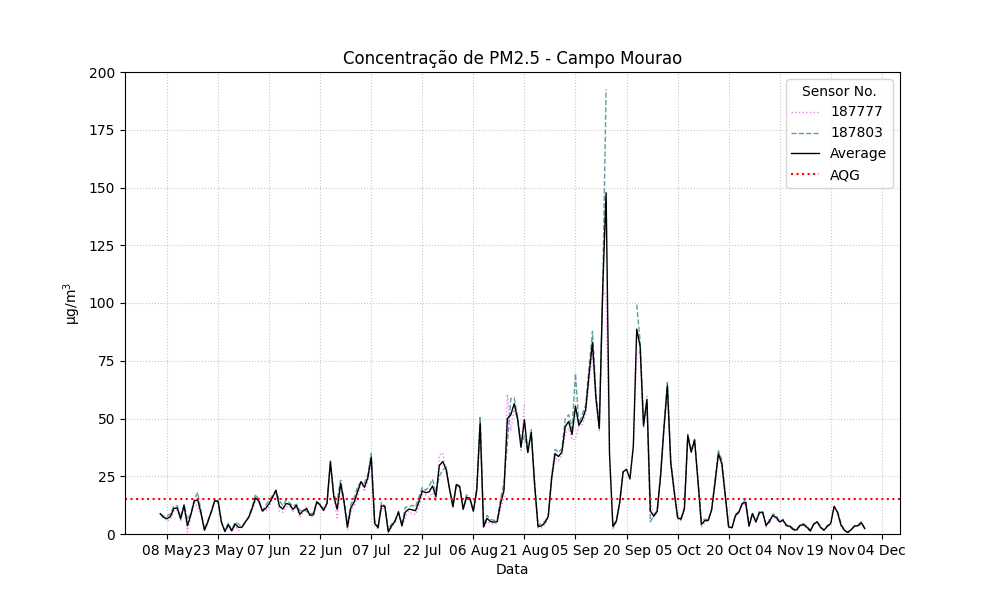 Concentração de PM2.5 - Campo Mourao
Sensor No.
187777
187803
Average
AQG
200
175
150
125
100
75
50
25
0
µg/m³
08 May 23 May 07 Jun 22 Jun 07 Jul 22 Jul 06 Aug 21 Aug 05 Sep 20 Sep 05 Oct 20 Oct 04 Nov 19 Nov 04 Dec
Data